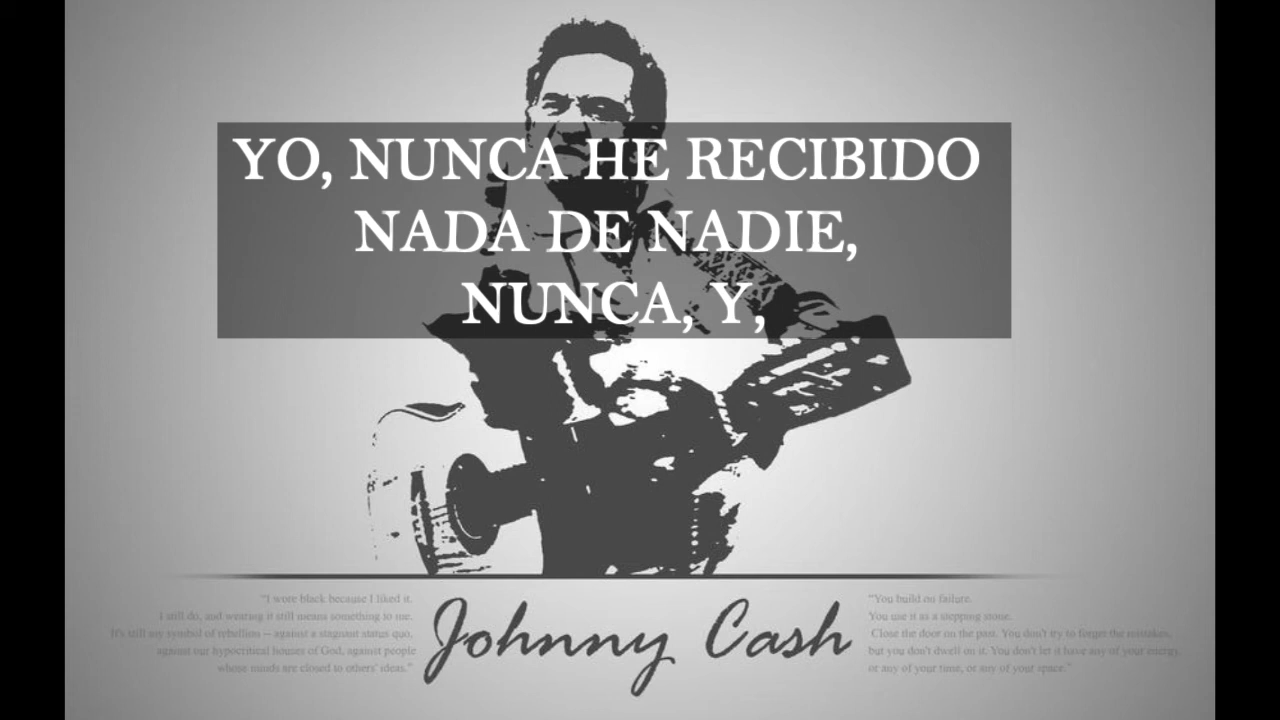 YO, NUNCA HE RECIBIDO
NADA DE NADIE,
NUNCA, Y,
"I wore black because I liked it.
I still do, and wearing it still means something to me.
It's still my symbol of rebellion -- against a stagnant status quo,
against our hypocritical houses of God, against people
whose minds are closed to others' ideas."
Johnny Cash
"You build on failure.
You use it as a stepping stone.
Close the door on the past. You don't try to forget the mistakes,
but you don't dwell on it. You don't let it have any of your energy,
or any of your time, or any of your space."